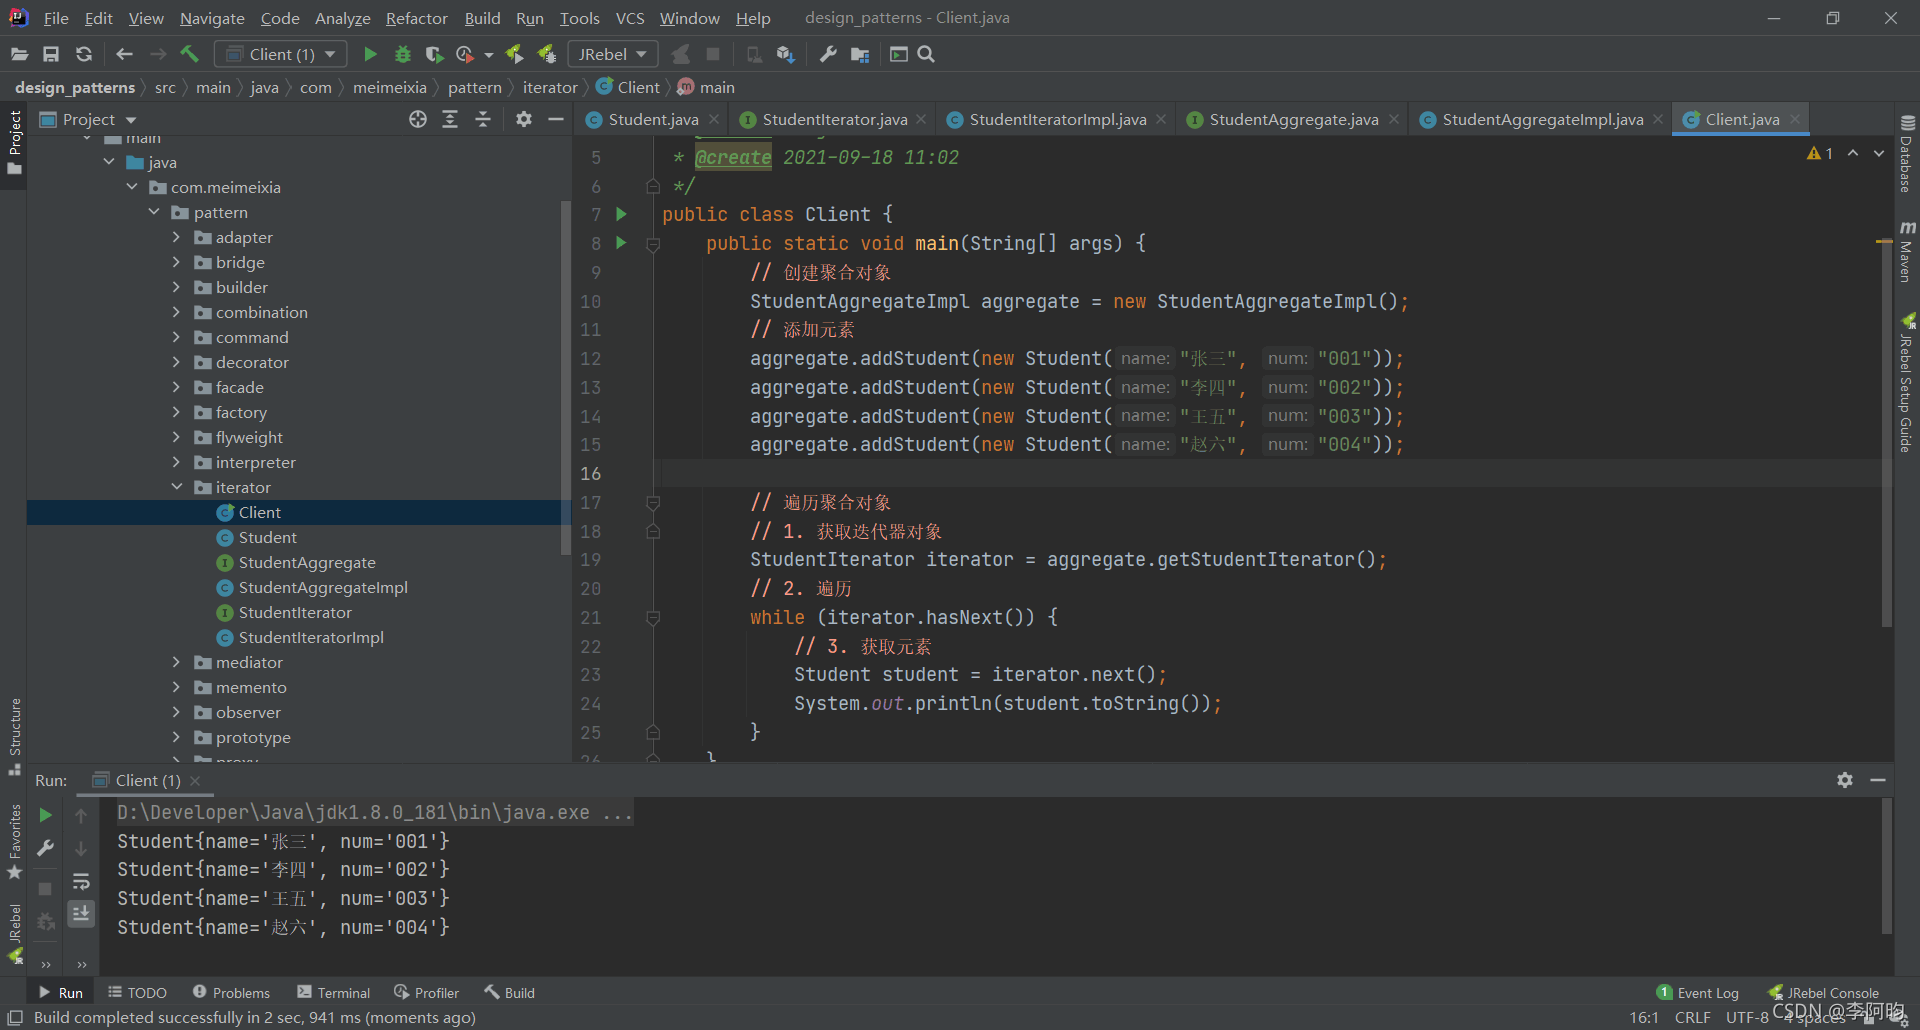 File Edit View Navigate Code Analyze Refactor Build Run Tools VCS Window Help design_patterns - Client.java
Client (1) JRebel
design_patterns src main java com meimeixia pattern iterator Client main
Project
Student.java StudentIterator.java StudentIteratorImpl.java StudentAggregate.java StudentAggregateImpl.java Client.java
main
java
com.meimeixia
pattern
adapter
bridge
builder
combination
command
decorator
facade
factory
flyweight
interpreter
iterator
Client
Student
StudentAggregate
StudentAggregateImpl
StudentIterator
StudentIteratorImpl
mediator
memento
observer
prototype
proxy
5 * @create 2021-09-18 11:02
6 */
7 public class Client {
8 public static void main(String[] args) {
9 // 创建聚合对象
10 StudentAggregateImpl aggregate = new StudentAggregateImpl();
11 // 添加元素
12 aggregate.addStudent(new Student( name: "张三", num: "001"));
13 aggregate.addStudent(new Student( name: "李四", num: "002"));
14 aggregate.addStudent(new Student( name: "王五", num: "003"));
15 aggregate.addStudent(new Student( name: "赵六", num: "004"));
16
17 // 遍历聚合对象
18 // 1. 获取迭代器对象
19 StudentIterator iterator = aggregate.getStudentIterator();
20 // 2. 遍历
21 while (iterator.hasNext()) {
22 // 3. 获取元素
23 Student student = iterator.next();
24 System.out.println(student.toString());
25 }
26 }
1
Project
Structure
Favorites
JRebel
Database
Maven
JRebel Setup Guide
Run: Client (1)
D:\Developer\Java\jdk1.8.0_181\bin\java.exe ...
Student{name='张三', num='001'}
Student{name='李四', num='002'}
Student{name='王五', num='003'}
Student{name='赵六', num='004'}
Run TODO Problems Terminal Profiler Build 1 Event Log JRebel Console
Build completed successfully in 2 sec, 941 ms (moments ago) 16:1 CRLF UTF-8 4 spaces
CSDN @李阿昀